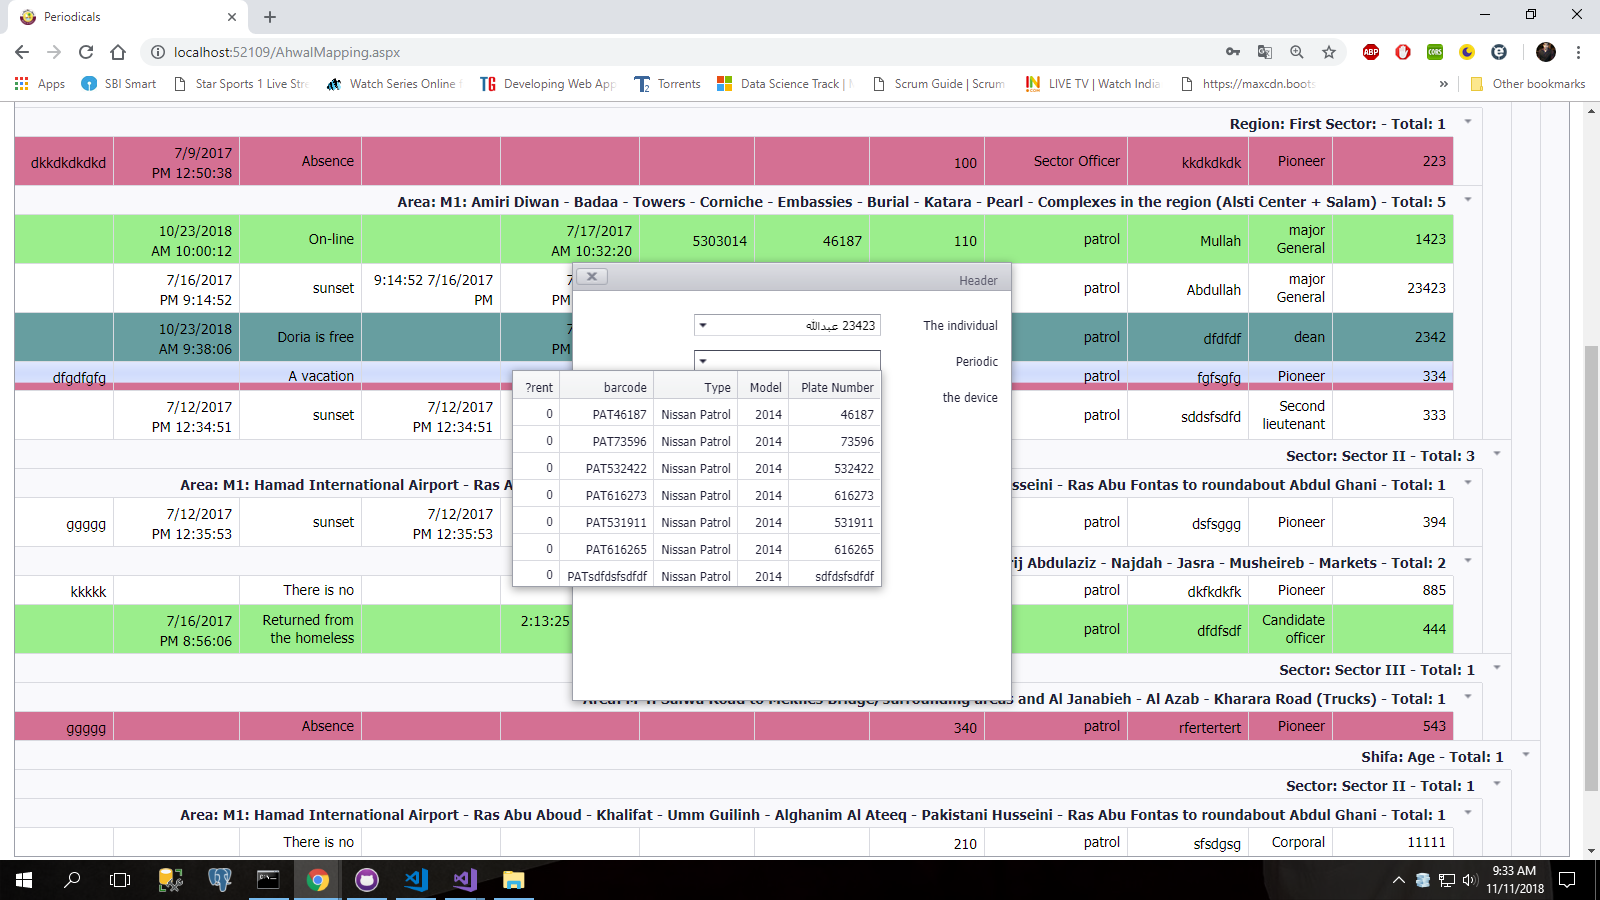 Periodicals
localhost:52109/AhwalMapping.aspx
Apps SBI Smart Star Sports 1 Live Stre Watch Series Online f Developing Web App Torrents Data Science Track | Scrum Guide | Scrum LIVE TV | Watch India https://maxcdn.boots » Other bookmarks
Region: First Sector: - Total: 1
dkkdkdkdkd 7/9/2017 PM 12:50:38 Absence 100 Sector Officer kkdkdkdk Pioneer 223
Area: M1: Amiri Diwan - Badaa - Towers - Corniche - Embassies - Burial - Katara - Pearl - Complexes in the region (Alsti Center + Salam) - Total: 5
10/23/2018 AM 10:00:12 On-line 7/17/2017 AM 10:32:20 5303014 46187 110 patrol Mullah major General 1423
7/16/2017 PM 9:14:52 sunset 9:14:52 7/16/2017 PM 7 PM patrol Abdullah major General 23423
10/23/2018 AM 9:38:06 Doria is free 7 PM patrol dfdfdf dean 2342
dfgdfgfg A vacation patrol fgfsgfg Pioneer 334
7/12/2017 PM 12:34:51 sunset 7/12/2017 PM 12:34:51 patrol sddsfsdfd Second lieutenant 333
Sector: Sector II - Total: 3
Area: M1: Hamad International Airport - Ras A sseini - Ras Abu Fontas to roundabout Abdul Ghani - Total: 1
ggggg 7/12/2017 PM 12:35:53 sunset 7/12/2017 PM 12:35:53 patrol dsfsggg Pioneer 394
rij Abdulaziz - Najdah - Jasra - Musheireb - Markets - Total: 2
kkkkk There is no patrol dkfkdkfk Pioneer 885
7/16/2017 PM 8:56:06 Returned from the homeless 2:13:25 patrol dfdfsdf Candidate officer 444
Sector: Sector III - Total: 1
and Al Janabieh - Al Azab - Kharara Road (Trucks) - Total: 1
ggggg Absence 340 patrol rfertertert Pioneer 543
Shifa: Age - Total: 1
Sector: Sector II - Total: 1
Area: M1: Hamad International Airport - Ras Abu Aboud - Khalifat - Umm Guilinh - Alghanim Al Ateeq - Pakistani Husseini - Ras Abu Fontas to roundabout Abdul Ghani - Total: 1
There is no 210 patrol sfsdgsg Corporal 11111
Header
23423 عبدالله The individual
Periodic
the device
?rent barcode Type Model Plate Number
0 PAT46187 Nissan Patrol 2014 46187
0 PAT73596 Nissan Patrol 2014 73596
0 PAT532422 Nissan Patrol 2014 532422
0 PAT616273 Nissan Patrol 2014 616273
0 PAT531911 Nissan Patrol 2014 531911
0 PAT616265 Nissan Patrol 2014 616265
0 PATsdfdsfsdfdf Nissan Patrol 2014 sdfdsfsdfdf
9:33 AM
11/11/2018